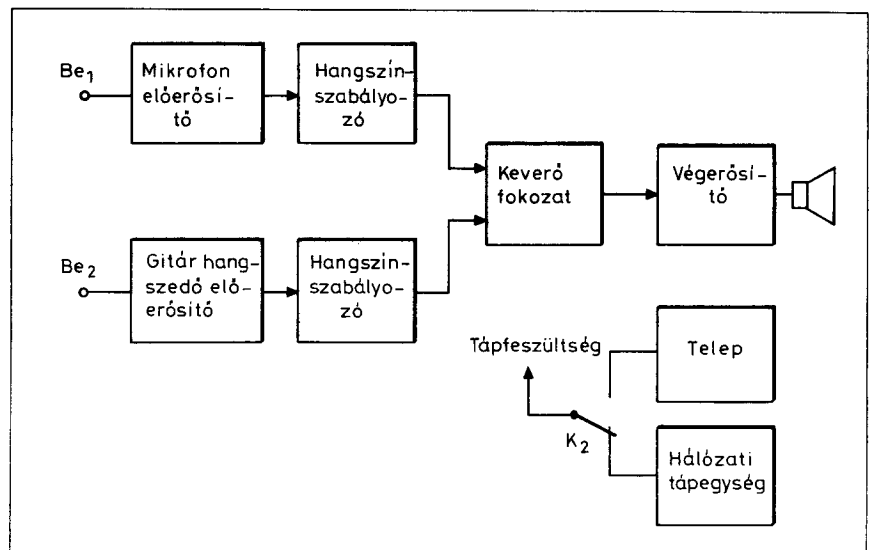 Be1
Mikrofon
előerősí-
tő
Hangszín-
szabályo-
zó
Keverő
fokozat
Végerősí-
tő
Be2
Gitár hang-
szedő elő-
erősitő
Hangszín-
szabályo-
zó
Tápfeszültség
K2
Telep
Hálózati
tápegység